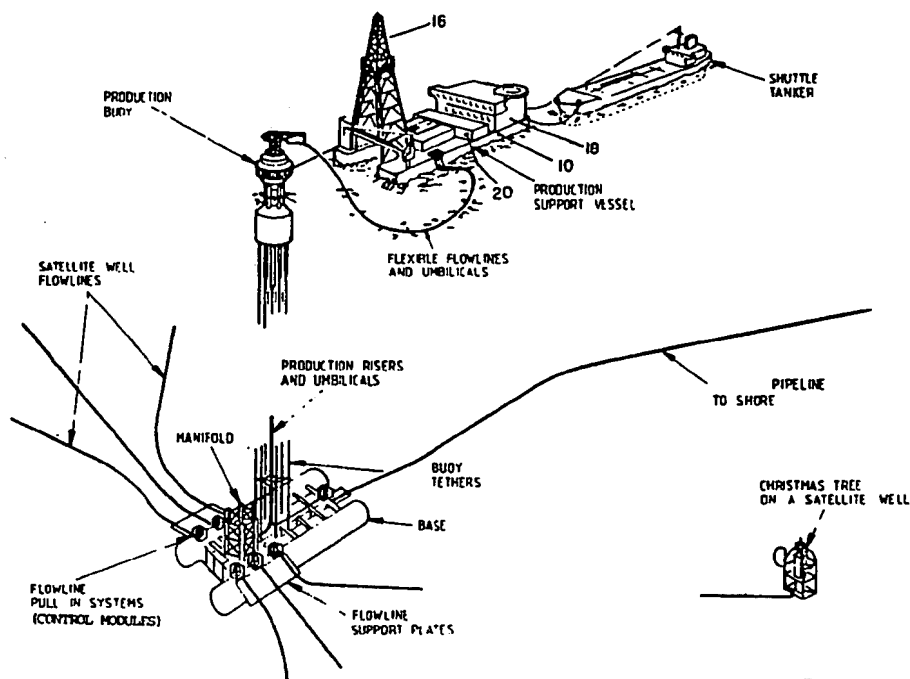 16
SHUTTLE
TANKER
PRODUCTION
BUOY
18
10
20
PRODUCTION
SUPPORT VESSEL
FLEXIBLE FLOWLINES
AND UMBILICALS
SATELLITE WELL
FLOWLINES
PRODUCTION RISERS
AND UMBILICALS
PIPELINE
TO SHORE
MANIFOLD
BUOY
TETHERS
CHRISTMAS TREE
ON A SATELLITE WELL
BASE
FLOWLINE
PULL IN SYSTEMS
(CONTROL MODULES)
FLOWLINE
SUPPORT PLATES